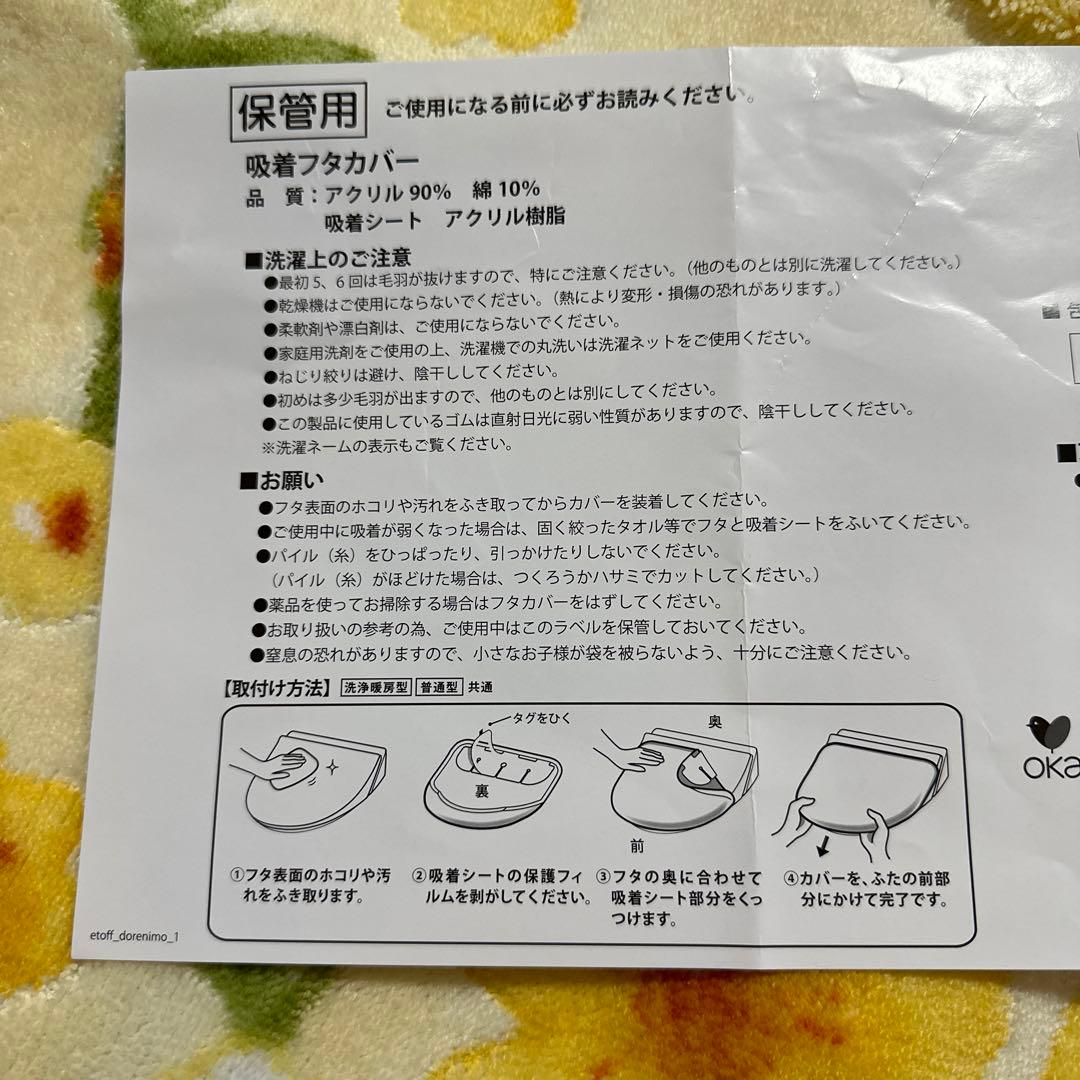 保管用 ご使用になる前に必ずお読みください。
吸着フタカバー
品 質：アクリル 90% 綿 10%
吸着シート アクリル樹脂
■洗濯上のご注意
●最初 5、6 回は毛羽が抜けますので、特にご注意ください。（他のものとは別に洗濯してください。）
●乾燥機はご使用にならないでください。（熱により変形・損傷の恐れがあります。）
●柔軟剤や漂白剤は、ご使用にならないでください。
●家庭用洗剤をご使用の上、洗濯機での丸洗いは洗濯ネットをご使用ください。
●ねじり絞りは避け、陰干ししてください。
●初めは多少毛羽が出ますので、他のものとは別にしてください。
●この製品に使用しているゴムは直射日光に弱い性質がありますので、陰干ししてください。
※洗濯ネームの表示もご覧ください。
■お願い
●フタ表面のホコリや汚れをふき取ってからカバーを装着してください。
●ご使用中に吸着が弱くなった場合は、固く絞ったタオル等でフタと吸着シートをふいてください。
●パイル（糸）をひっぱったり、引っかけたりしないでください。
（パイル（糸）がほどけた場合は、つくろうかハサミでカットしてください。）
●薬品を使ってお掃除する場合はフタカバーをはずしてください。
●お取り扱いの参考の為、ご使用中はこのラベルを保管しておいてください。
●窒息の恐れがありますので、小さなお子様が袋を被らないよう、十分にご注意ください。
【取付け方法】 洗浄暖房型 普通型 共通
タグをひく
裏
奥
前
①フタ表面のホコリや汚
れをふき取ります。
②吸着シートの保護フィ
ルムを剥がしてください。
③フタの奥に合わせて
吸着シート部分をくっ
つけます。
④カバーを、ふたの前部
分にかけて完了です。
etoff_dorenimo_1
oka